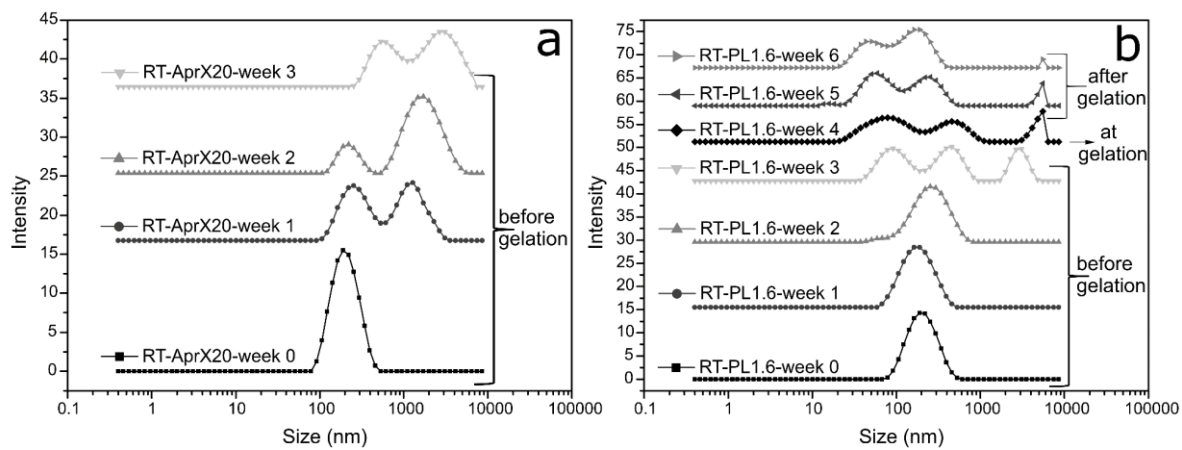 a
45
40
35
30
25
20
15
10
5
0
Intensity
RT-AprX20-week 3
RT-AprX20-week 2
RT-AprX20-week 1
RT-AprX20-week 0
before
gelation
0.1 1 10 100 1000 10000 100000
Size (nm)
b
75
70
65
60
55
50
45
40
35
30
25
20
15
10
5
0
Intensity
RT-PL1.6-week 6
RT-PL1.6-week 5
RT-PL1.6-week 4
RT-PL1.6-week 3
RT-PL1.6-week 2
RT-PL1.6-week 1
RT-PL1.6-week 0
after
gelation
at
gelation
before
gelation
0.1 1 10 100 1000 10000 100000
Size (nm)